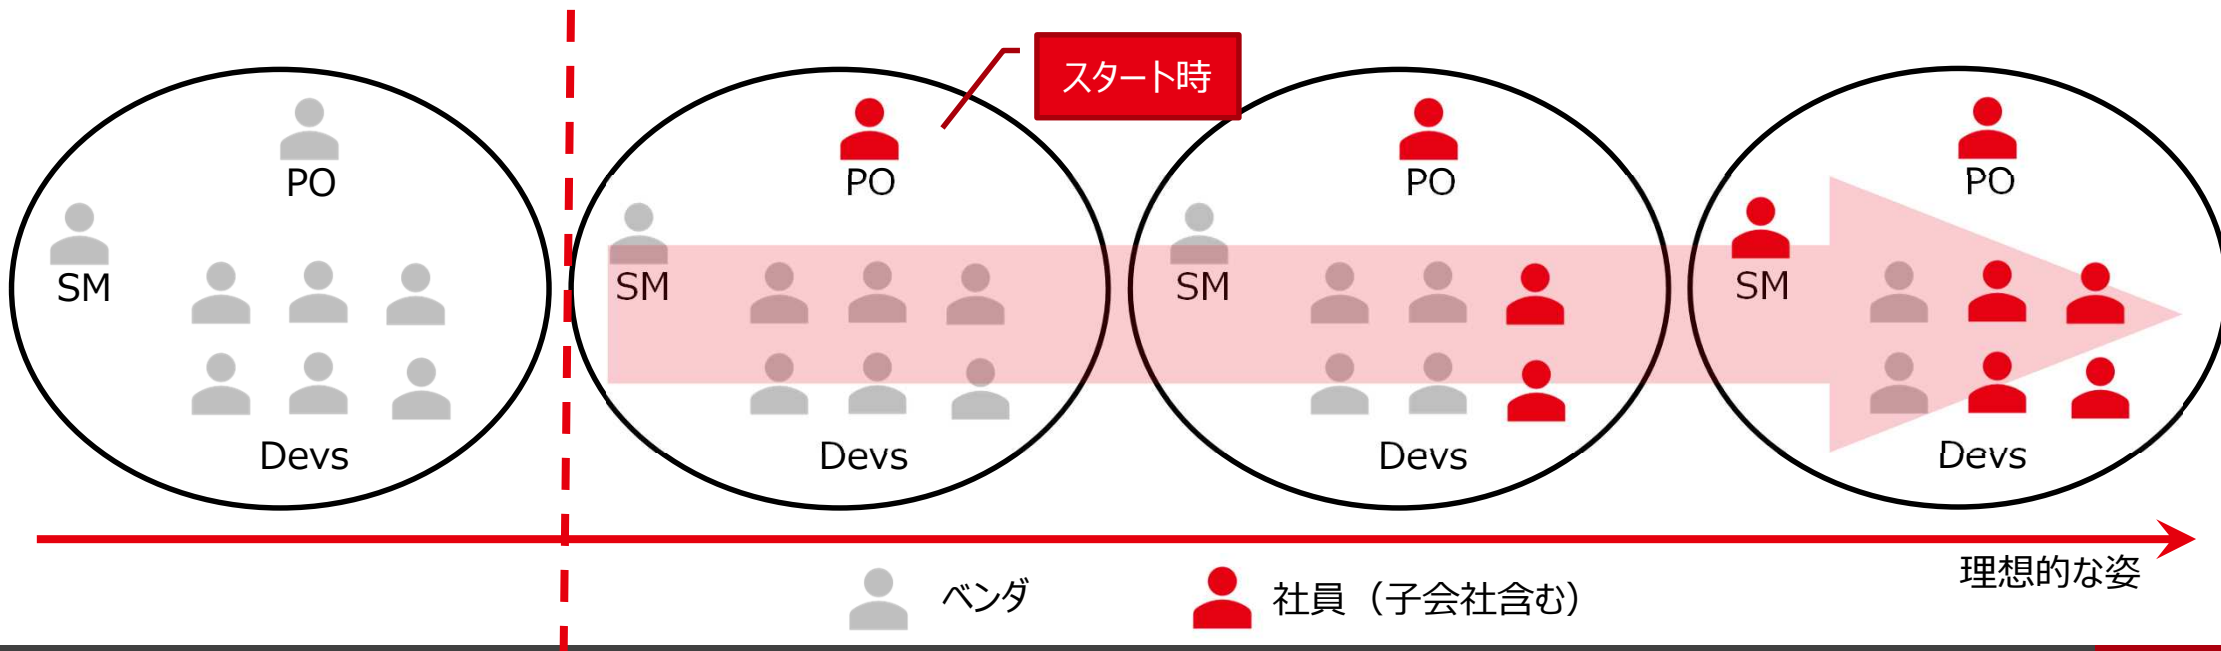 スタート時
PO
SM
Devs
PO
SM
Devs
PO
SM
Devs
PO
SM
Devs
理想的な姿
ベンダ
社員（子会社含む）